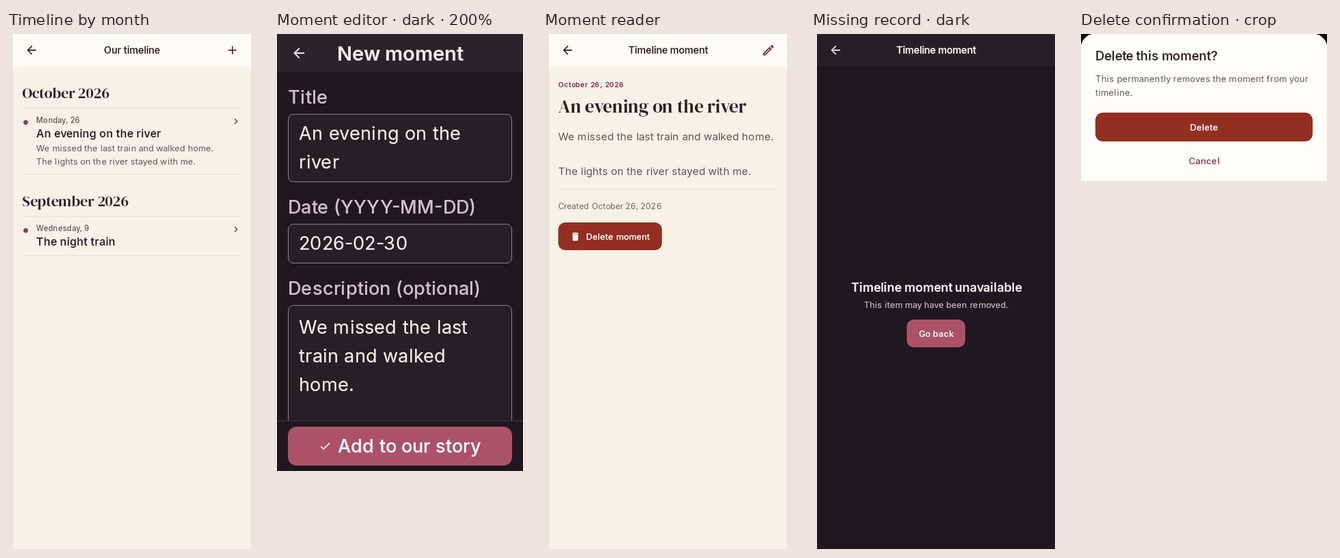 Timeline by month
Our timeline
October 2026
Monday, 26
An evening on the river
We missed the last train and walked home.
The lights on the river stayed with me.
September 2026
Wednesday, 9
The night train
Moment editor · dark · 200%
New moment
Title
An evening on the
river
Date (YYYY-MM-DD)
2026-02-30
Description (optional)
We missed the last
train and walked
home.
Add to our story
Moment reader
Timeline moment
October 26, 2026
An evening on the river
We missed the last train and walked home.
The lights on the river stayed with me.
Created October 26, 2026
Delete moment
Missing record · dark
Timeline moment
Timeline moment unavailable
This item may have been removed.
Go back
Delete confirmation · crop
Delete this moment?
This permanently removes the moment from your
timeline.
Delete
Cancel